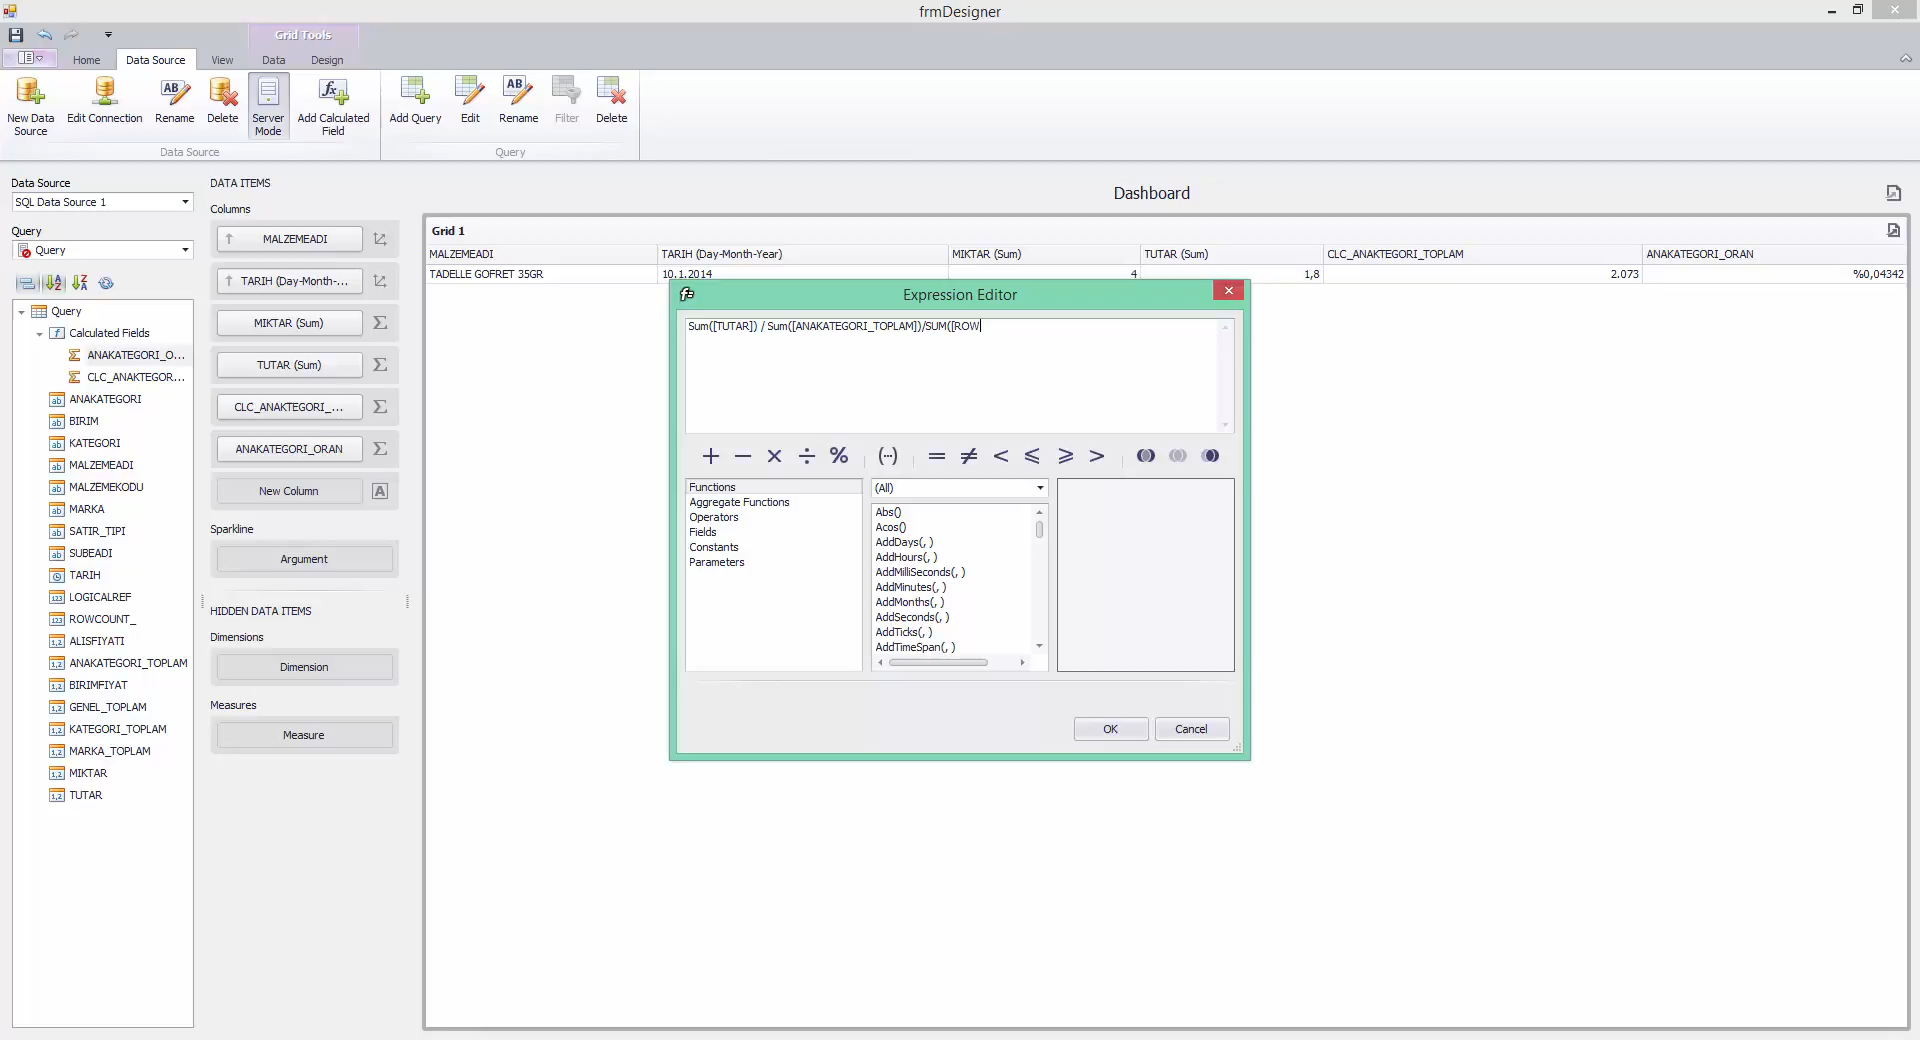 frmDesigner
Grid Tools
Home
Data Source
View
Data
Design
New Data Source
Edit Connection
Rename
Delete
Server Mode
Add Calculated Field
Add Query
Edit
Rename
Filter
Delete
Data Source
Query
Data Source
SQL Data Source 1
Query
Query
Query
Calculated Fields
ANAKATEGORI_O...
CLC_ANAKTEGOR...
ANAKATEGORI
BIRIM
KATEGORI
MALZEMEADI
MALZEMEKODU
MARKA
SATIR_TIPI
SUBEADI
TARIH
LOGICALREF
ROWCOUNT_
ALISFIYATI
ANAKATEGORI_TOPLAM
BIRIMFIYAT
GENEL_TOPLAM
KATEGORI_TOPLAM
MARKA_TOPLAM
MIKTAR
TUTAR
DATA ITEMS
Columns
MALZEMEADI
TARIH (Day-Month-...
MIKTAR (Sum)
TUTAR (Sum)
CLC_ANAKTEGORI_...
ANAKATEGORI_ORAN
New Column
Sparkline
Argument
HIDDEN DATA ITEMS
Dimensions
Dimension
Measures
Measure
Dashboard
Grid 1
MALZEMEADI TARIH (Day-Month-Year) MIKTAR (Sum) TUTAR (Sum) CLC_ANAKTEGORI_TOPLAM ANAKATEGORI_ORAN
TADELLE GOFRET 35GR 10.1.2014 4 1,8 2.073 %0,04342
Expression Editor
Sum([TUTAR]) / Sum([ANAKATEGORI_TOPLAM])/SUM([ROW
+ − × ÷ % (...) = ≠ < ≤ ≥ >
Functions
Aggregate Functions
Operators
Fields
Constants
Parameters
(All)
Abs()
Acos()
AddDays(, )
AddHours(, )
AddMilliSeconds(, )
AddMinutes(, )
AddMonths(, )
AddSeconds(, )
AddTicks(, )
AddTimeSpan(, )
OK
Cancel